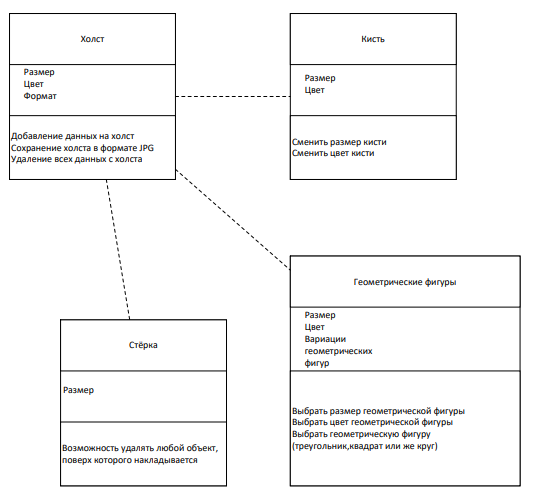 Холст
Размер
Цвет
Формат
Добавление данных на холст
Сохранение холста в формате JPG
Удаление всех данных с холста
Кисть
Размер
Цвет
Сменить размер кисти
Сменить цвет кисти
Стёрка
Размер
Возможность удалять любой объект,
поверх которого накладывается
Геометрические фигуры
Размер
Цвет
Вариации
геометрических
фигур
Выбрать размер геометрической фигуры
Выбрать цвет геометрической фигуры
Выбрать геометрическую фигуру
(треугольник,квадрат или же круг)